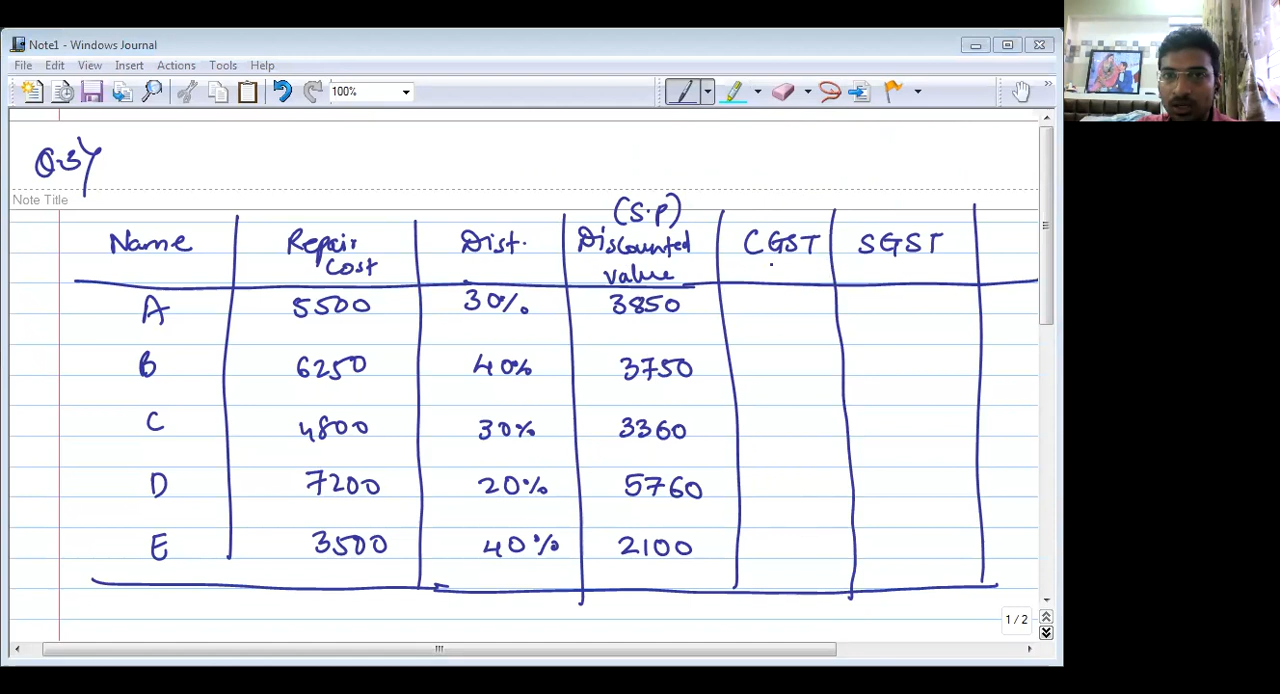 Note1 - Windows Journal
File Edit View Insert Actions Tools Help
100%
Q.34
Note Title
Name Repair Cost Dist. (S.P) Discounted value CGST SGST
A 5500 30% 3850
B 6250 40% 3750
C 4800 30% 3360
D 7200 20% 5760
E 3500 40% 2100
1 / 2